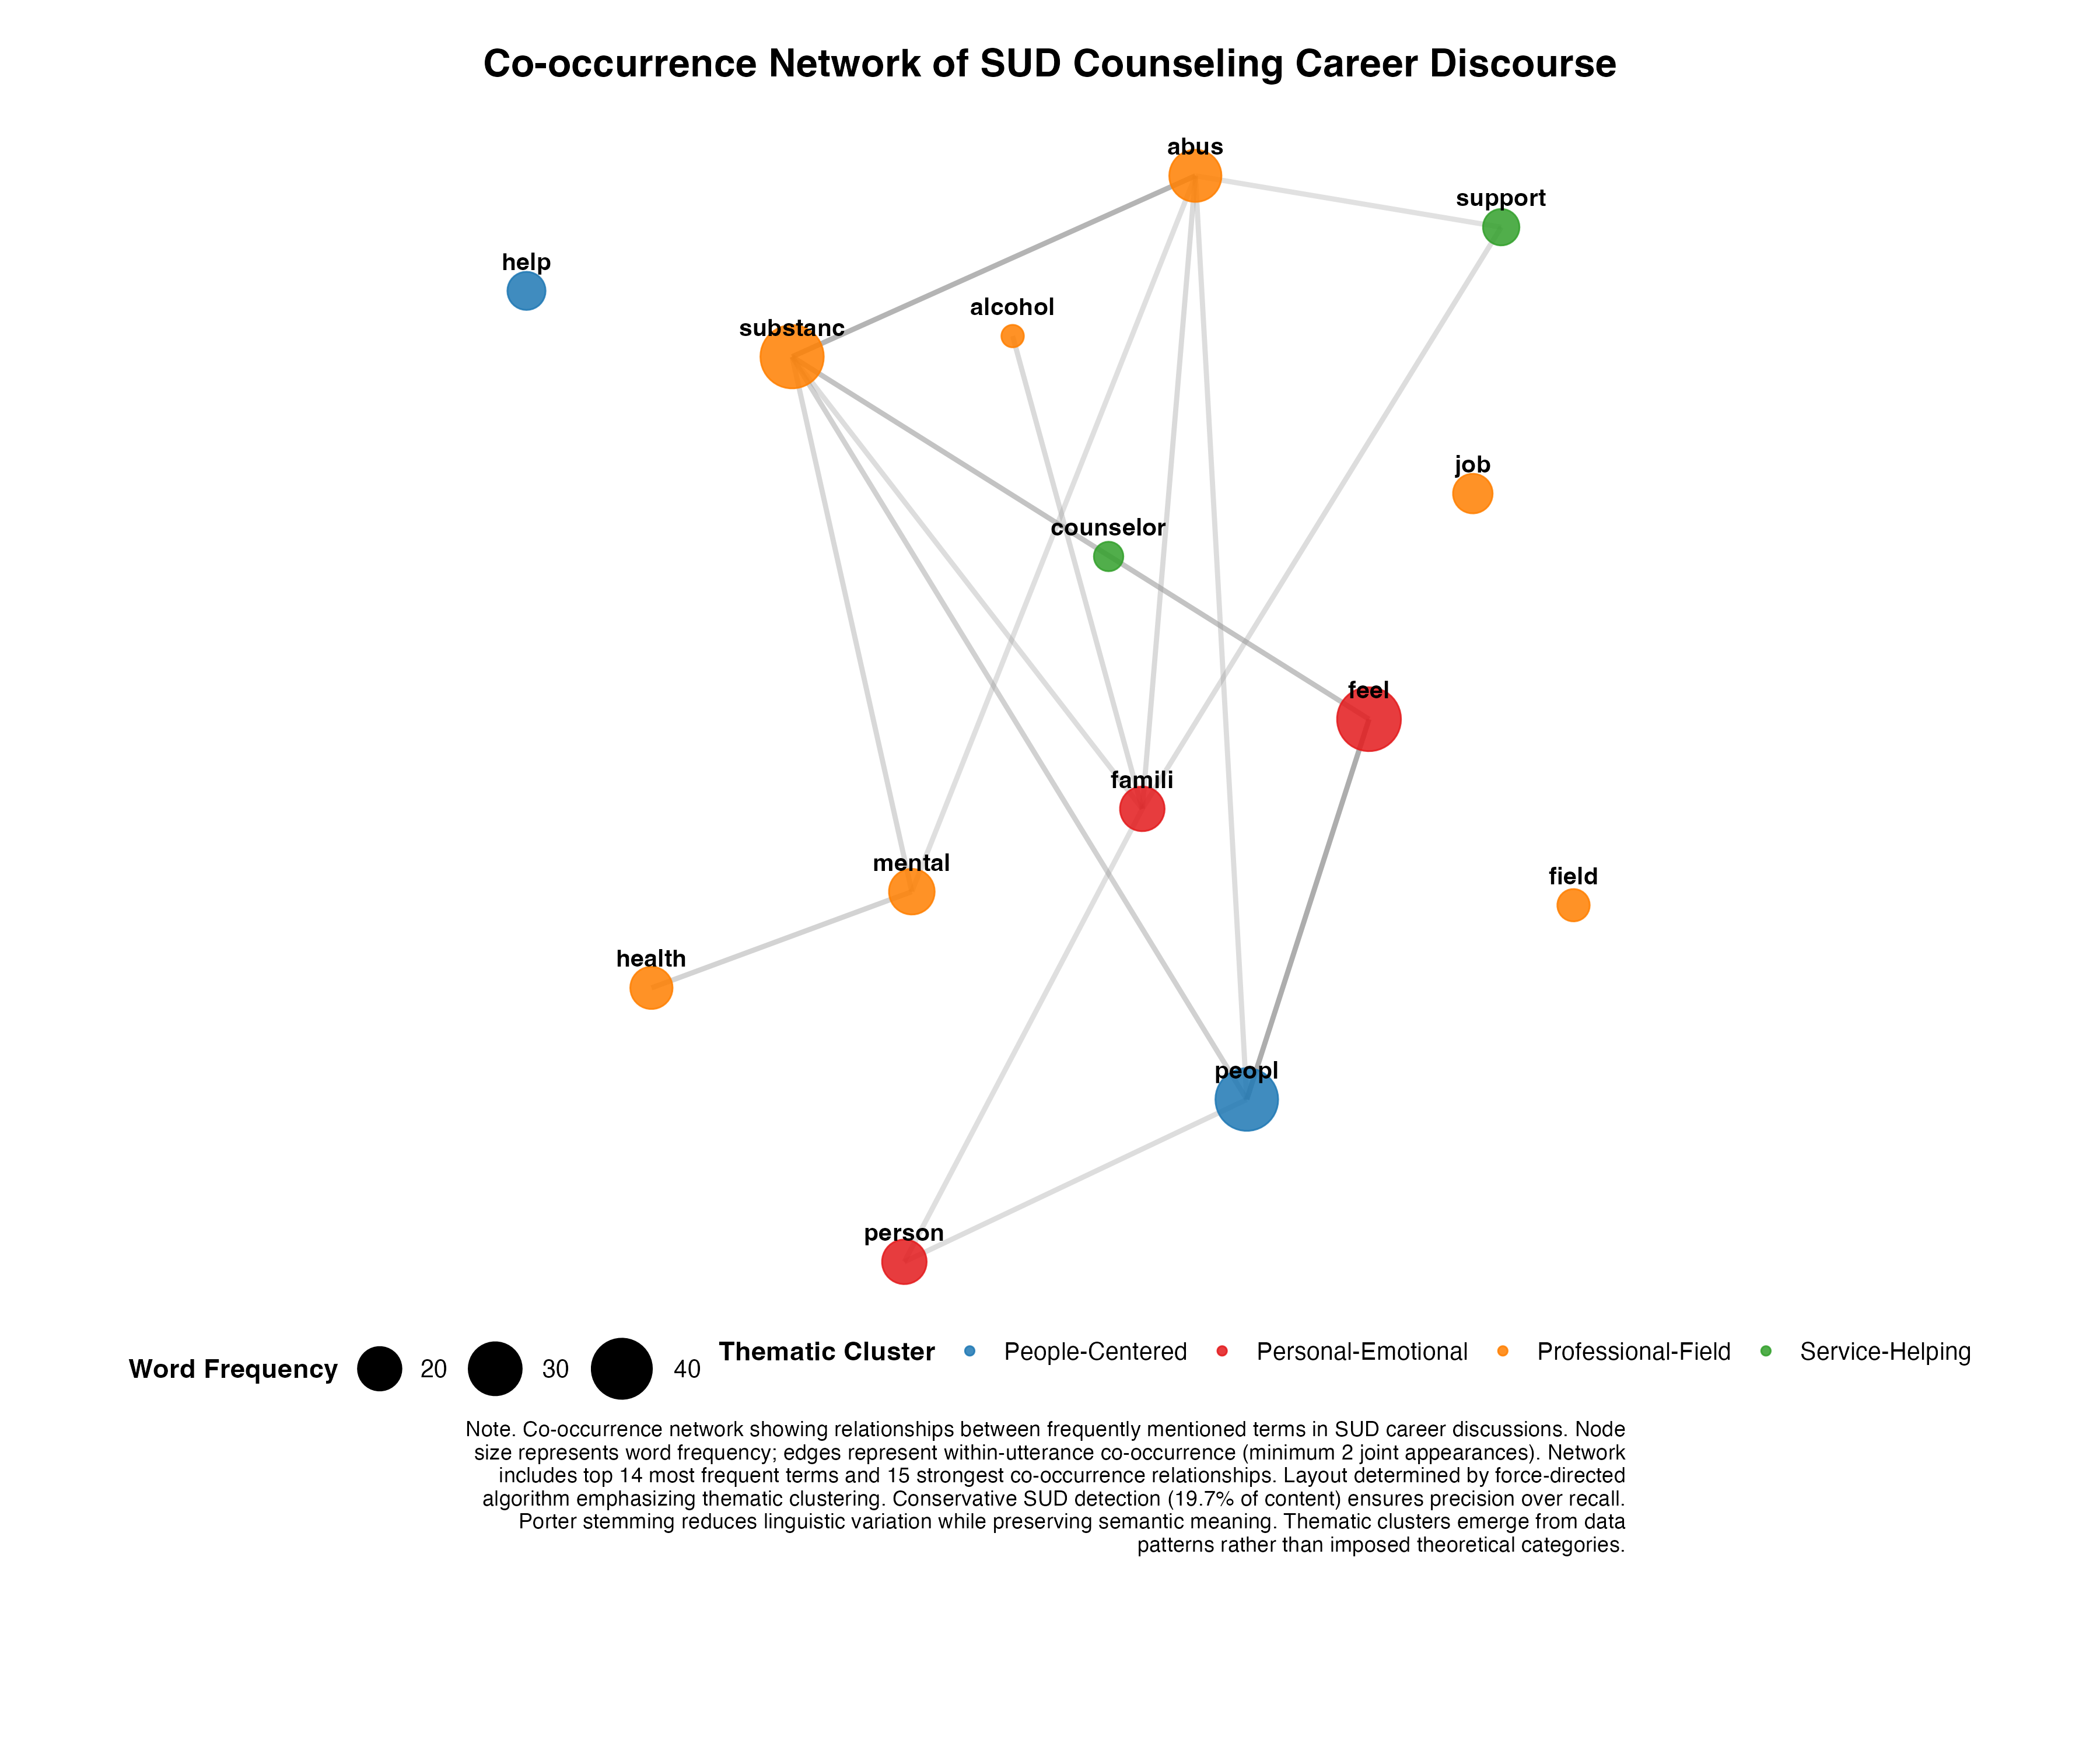 Co-occurrence Network of SUD Counseling Career Discourse
abus
support
help
alcohol
substanc
job
counselor
feel
famili
mental
field
health
peopl
person
Word Frequency 20 30 40 Thematic Cluster People-Centered Personal-Emotional Professional-Field Service-Helping
Note. Co-occurrence network showing relationships between frequently mentioned terms in SUD career discussions. Node
size represents word frequency; edges represent within-utterance co-occurrence (minimum 2 joint appearances). Network
includes top 14 most frequent terms and 15 strongest co-occurrence relationships. Layout determined by force-directed
algorithm emphasizing thematic clustering. Conservative SUD detection (19.7% of content) ensures precision over recall.
Porter stemming reduces linguistic variation while preserving semantic meaning. Thematic clusters emerge from data
patterns rather than imposed theoretical categories.